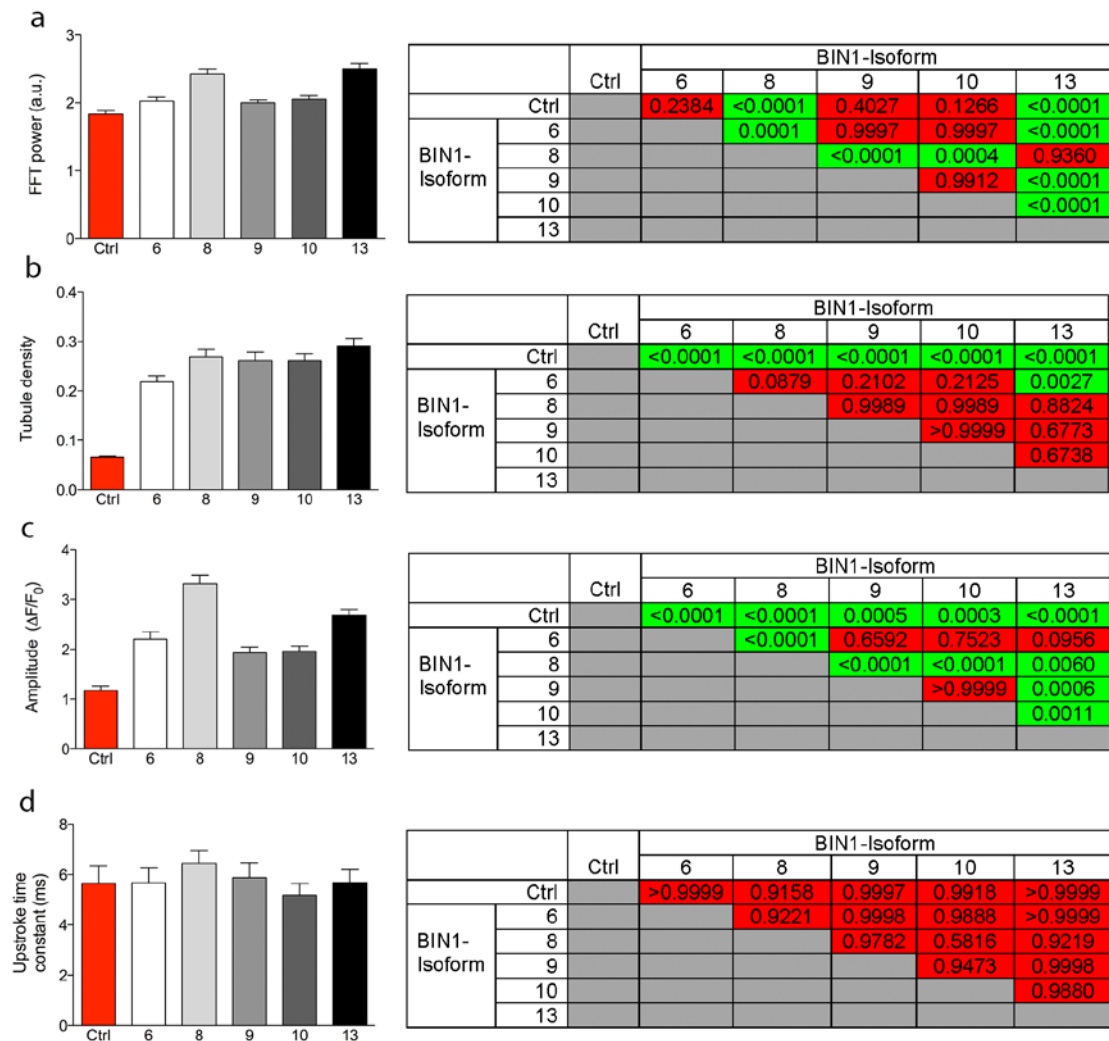 a
FFT power (a.u.)
3
2
1
0
Ctrl 6 8 9 10 13
BIN1-Isoform
Ctrl 6 8 9 10 13
Ctrl 0.2384 <0.0001 0.4027 0.1266 <0.0001
BIN1-Isoform
6 0.0001 0.9997 0.9997 <0.0001
8 <0.0001 0.0004 0.9360
9 0.9912 <0.0001
10 <0.0001
13
b
Tubule density
0.4
0.3
0.2
0.1
0.0
Ctrl 6 8 9 10 13
BIN1-Isoform
Ctrl 6 8 9 10 13
Ctrl <0.0001 <0.0001 <0.0001 <0.0001 <0.0001
BIN1-Isoform
6 0.0879 0.2102 0.2125 0.0027
8 0.9989 0.9989 0.8824
9 >0.9999 0.6773
10 0.6738
13
c
Amplitude (ΔF/F₀)
4
3
2
1
0
Ctrl 6 8 9 10 13
BIN1-Isoform
Ctrl 6 8 9 10 13
Ctrl <0.0001 <0.0001 0.0005 0.0003 <0.0001
BIN1-Isoform
6 <0.0001 0.6592 0.7523 0.0956
8 <0.0001 <0.0001 0.0060
9 >0.9999 0.0006
10 0.0011
13
d
Upstroke time
constant (ms)
8
6
4
2
0
Ctrl 6 8 9 10 13
BIN1-Isoform
Ctrl 6 8 9 10 13
Ctrl >0.9999 0.9158 0.9997 0.9918 >0.9999
BIN1-Isoform
6 0.9221 0.9998 0.9888 >0.9999
8 0.9782 0.5816 0.9219
9 0.9473 0.9998
10 0.9880
13